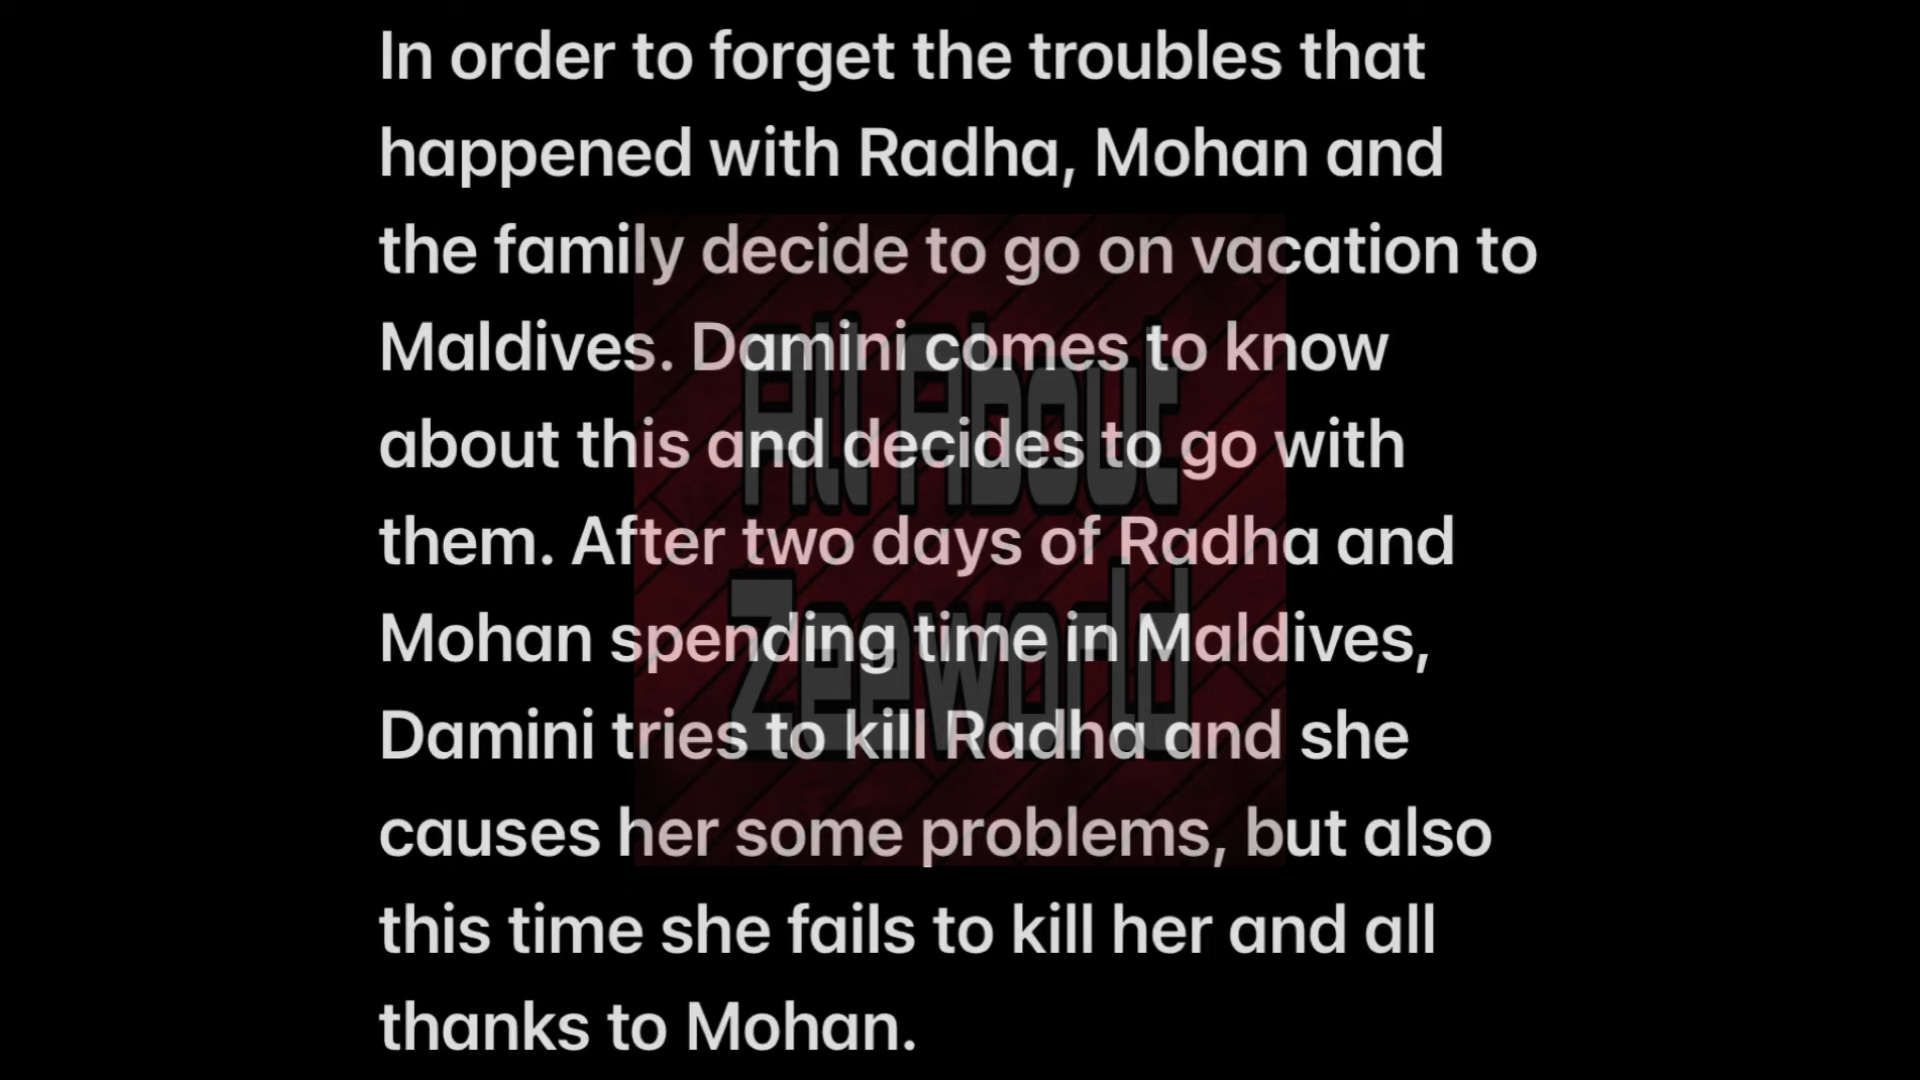 In order to forget the troubles that
happened with Radha, Mohan and
the family decide to go on vacation to
Maldives. Damini comes to know
about this and decides to go with
them. After two days of Radha and
Mohan spending time in Maldives,
Damini tries to kill Radha and she
causes her some problems, but also
this time she fails to kill her and all
thanks to Mohan.
All About
Zeeworld